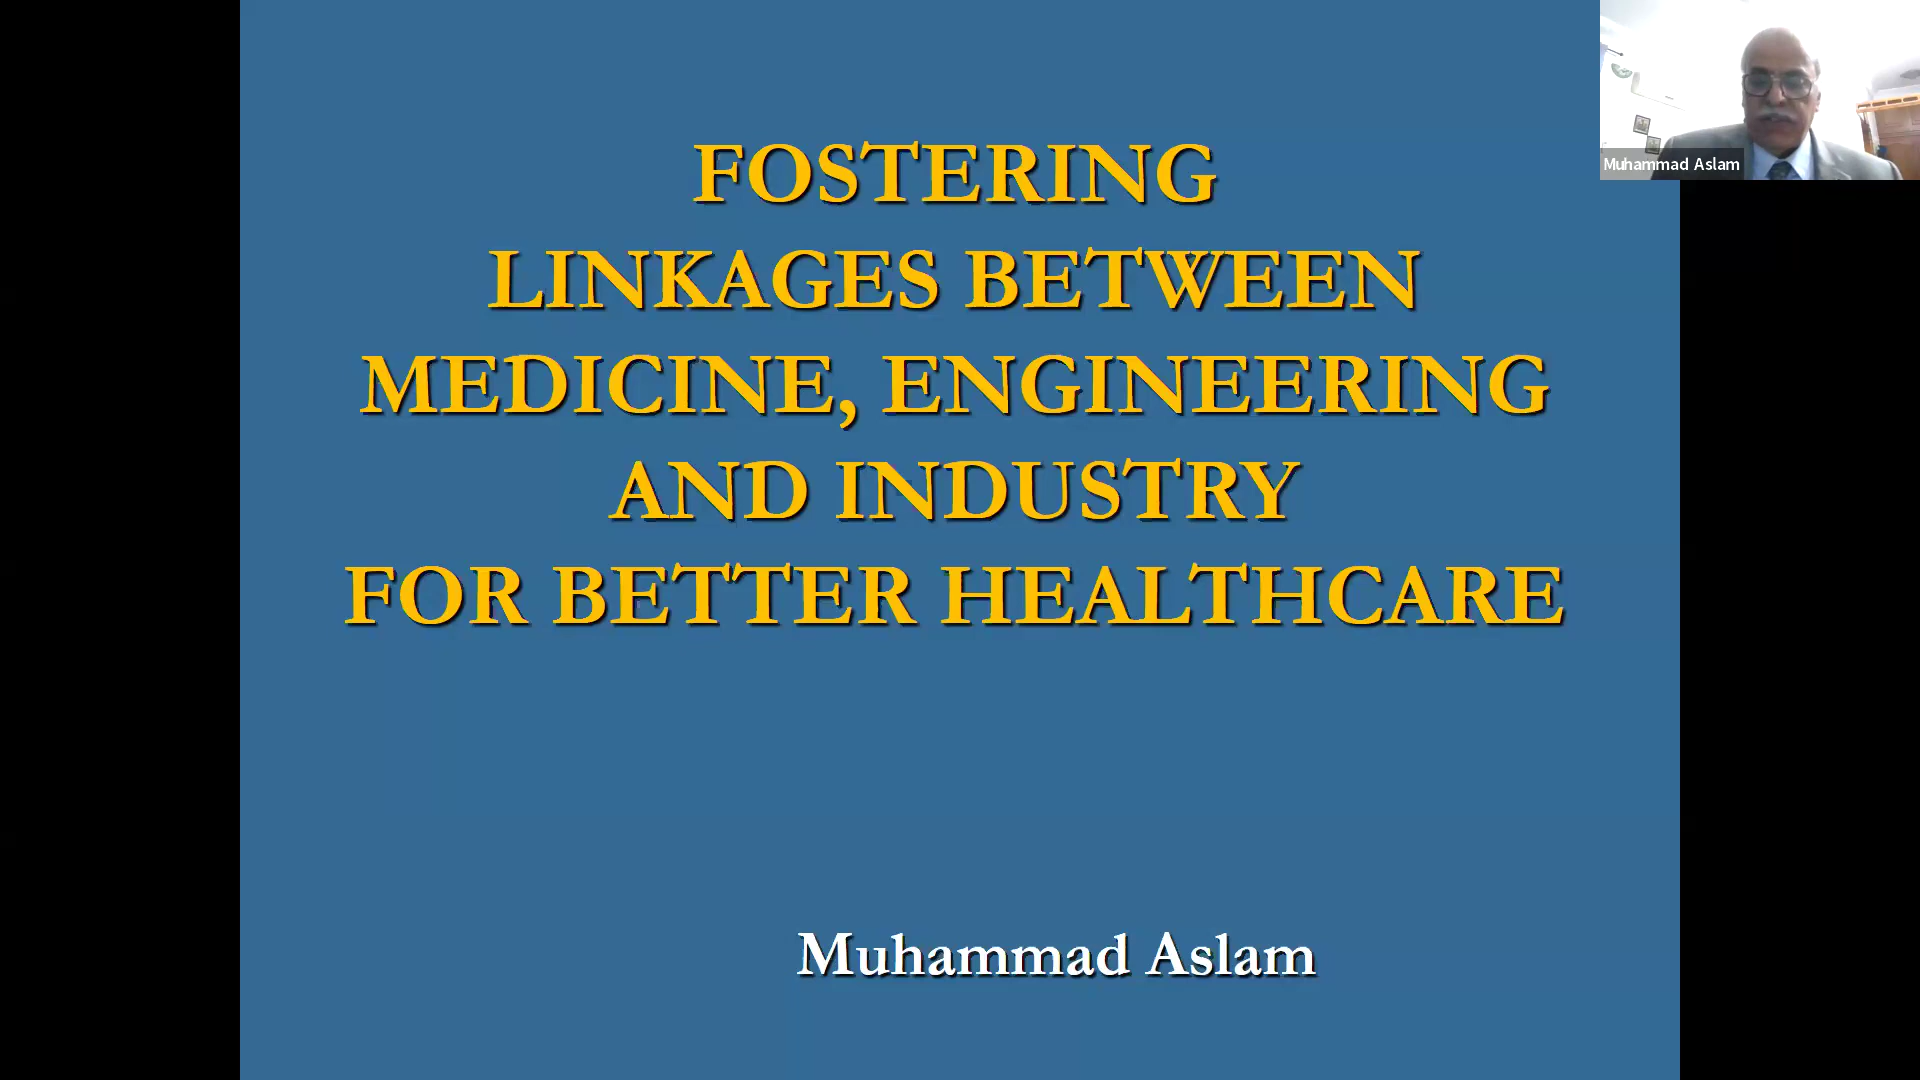 FOSTERING
LINKAGES BETWEEN
MEDICINE, ENGINEERING
AND INDUSTRY
FOR BETTER HEALTHCARE
Muhammad Aslam
Muhammad Aslam